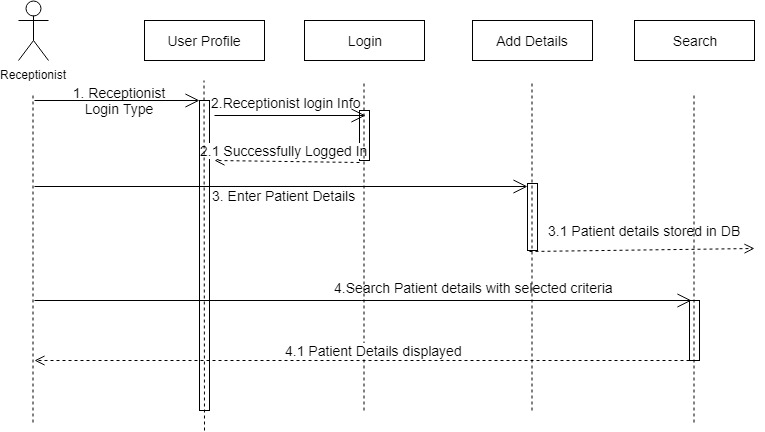 User Profile
Login
Add Details
Search
Receptionist
1. Receptionist
Login Type
2.Receptionist login Info
2.1 Successfully Logged In
3. Enter Patient Details
3.1 Patient details stored in DB
4.Search Patient details with selected criteria
4.1 Patient Details displayed